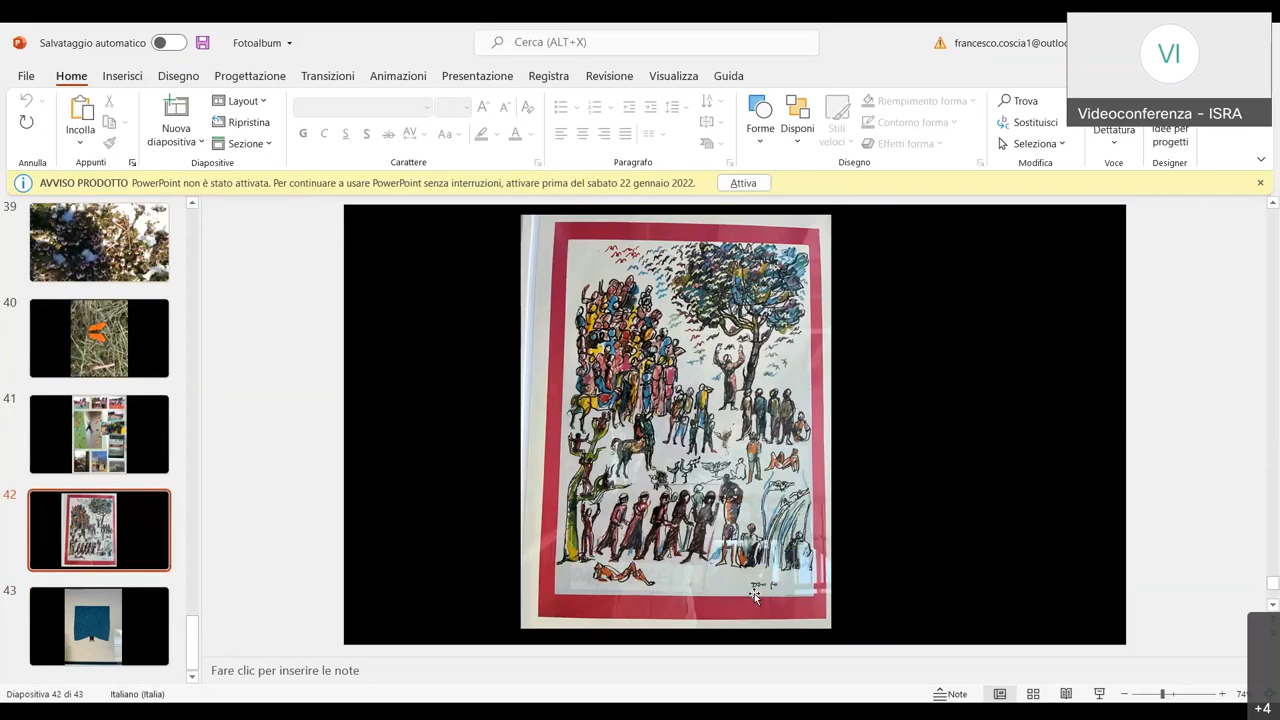 Salvataggio automatico
Fotoalbum
Cerca (ALT+X)
francesco.coscia1@outloo
VI
Videoconferenza - ISRA
File Home Inserisci Disegno Progettazione Transizioni Animazioni Presentazione Registra Revisione Visualizza Guida
Incolla
Nuova
diapositiva
Layout
Ripristina
Sezione
G C S S ab AV Aa A
Forme
Disponi
Stili
veloci
Riempimento forma
Contorno forma
Effetti forma
Trova
Sostituisci
Seleziona
Dettatura
Idee per
progetti
Annulla Appunti Diapositive Carattere Paragrafo Disegno Modifica Voce Designer
AVVISO PRODOTTO PowerPoint non è stato attivata. Per continuare a usare PowerPoint senza interruzioni, attivare prima del sabato 22 gennaio 2022. Attiva
39
40
41
42
43
Fare clic per inserire le note
Diapositiva 42 di 43 Italiano (Italia) Note 74%
+4